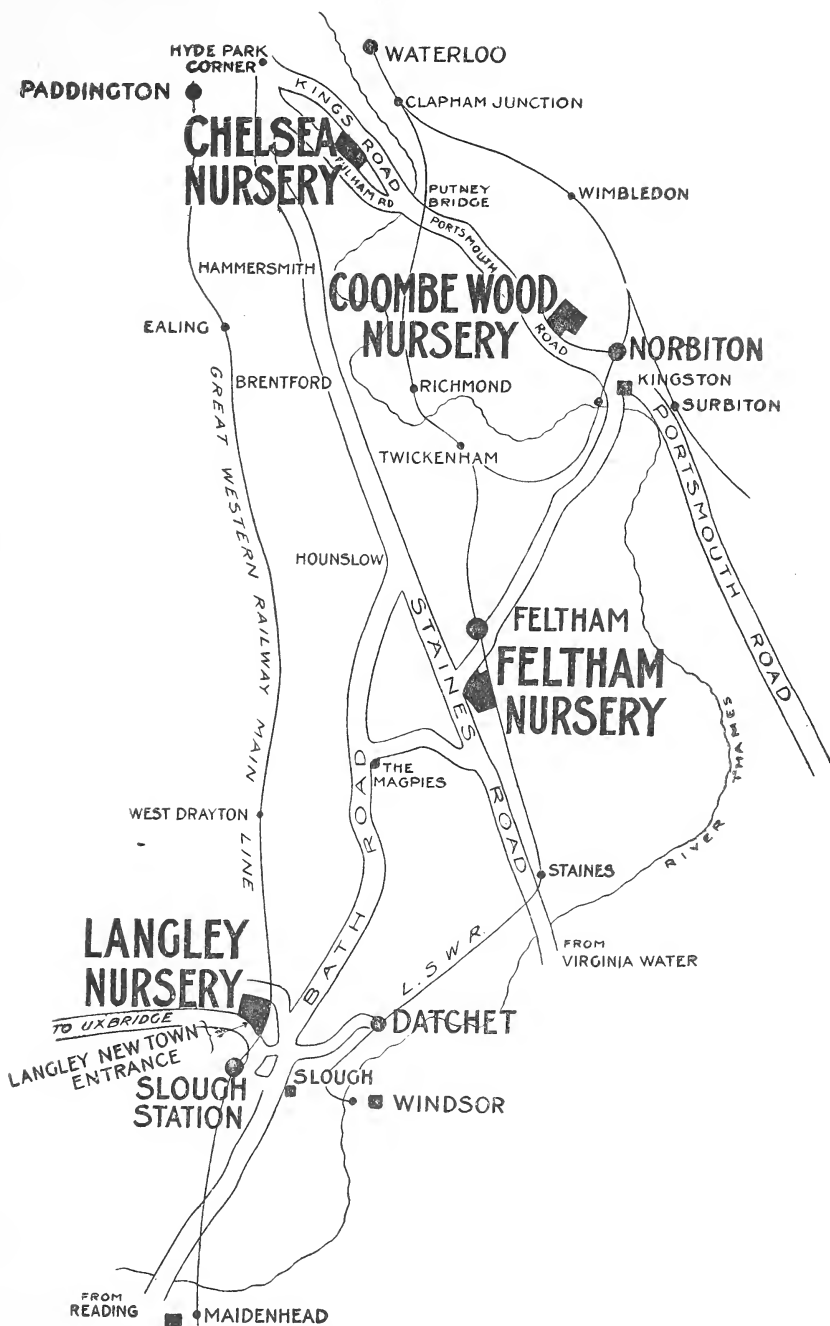 HYDE PARK
CORNER
WATERLOO
PADDINGTON
CLAPHAM JUNCTION
KINGS ROAD
CHELSEA
NURSERY
FULHAM RD
PUTNEY
BRIDGE
WIMBLEDON
PORTSMOUTH
ROAD
HAMMERSMITH
COOMBE WOOD
NURSERY
EALING
NORBITON
BRENTFORD
RICHMOND
KINGSTON
SURBITON
TWICKENHAM
GREAT WESTERN RAILWAY MAIN LINE
PORTSMOUTH ROAD
HOUNSLOW
STAINES ROAD
FELTHAM
FELTHAM
NURSERY
THE
MAGPIES
BATH ROAD
RIVER THAMES
WEST DRAYTON
STAINES
LANGLEY
NURSERY
L. S. W. R.
FROM
VIRGINIA WATER
TO UXBRIDGE
DATCHET
LANGLEY NEW TOWN
ENTRANCE
SLOUGH
STATION
SLOUGH
WINDSOR
FROM
READING
MAIDENHEAD